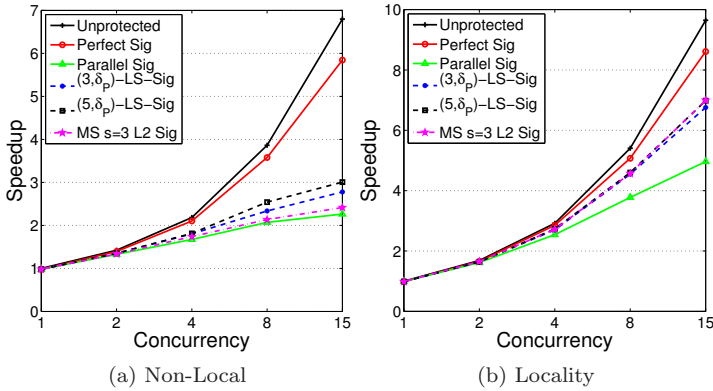 7
6
5
4
3
2
1
0
Speedup
Unprotected
Perfect Sig
Parallel Sig
(3,δP)−LS−Sig
(5,δP)−LS−Sig
MS s=3 L2 Sig
1 2 4 8 15
Concurrency
(a) Non-Local
10
8
6
4
2
0
Speedup
Unprotected
Perfect Sig
Parallel Sig
(3,δP)−LS−Sig
(5,δP)−LS−Sig
MS s=3 L2 Sig
1 2 4 8 15
Concurrency
(b) Locality